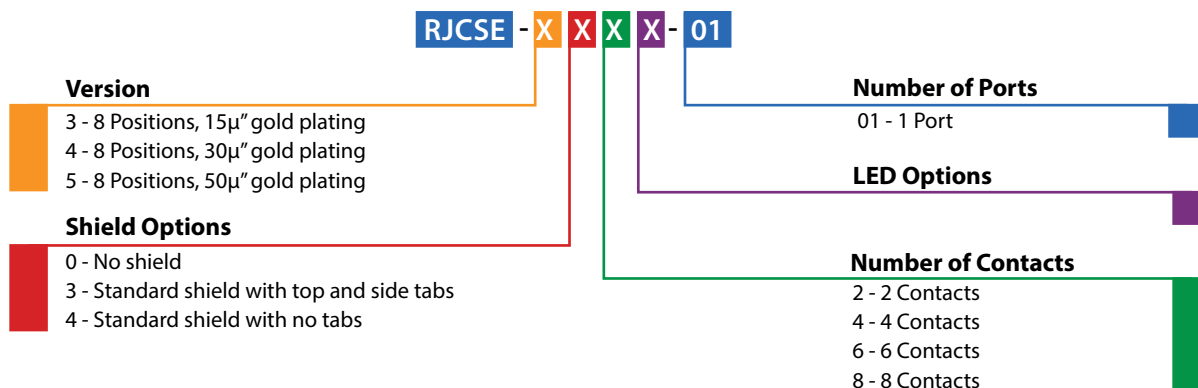 RJCSE - X X X X - 01
Version
3 - 8 Positions, 15µ” gold plating
4 - 8 Positions, 30µ” gold plating
5 - 8 Positions, 50µ” gold plating
Shield Options
0 - No shield
3 - Standard shield with top and side tabs
4 - Standard shield with no tabs
Number of Ports
01 - 1 Port
LED Options
Number of Contacts
2 - 2 Contacts
4 - 4 Contacts
6 - 6 Contacts
8 - 8 Contacts